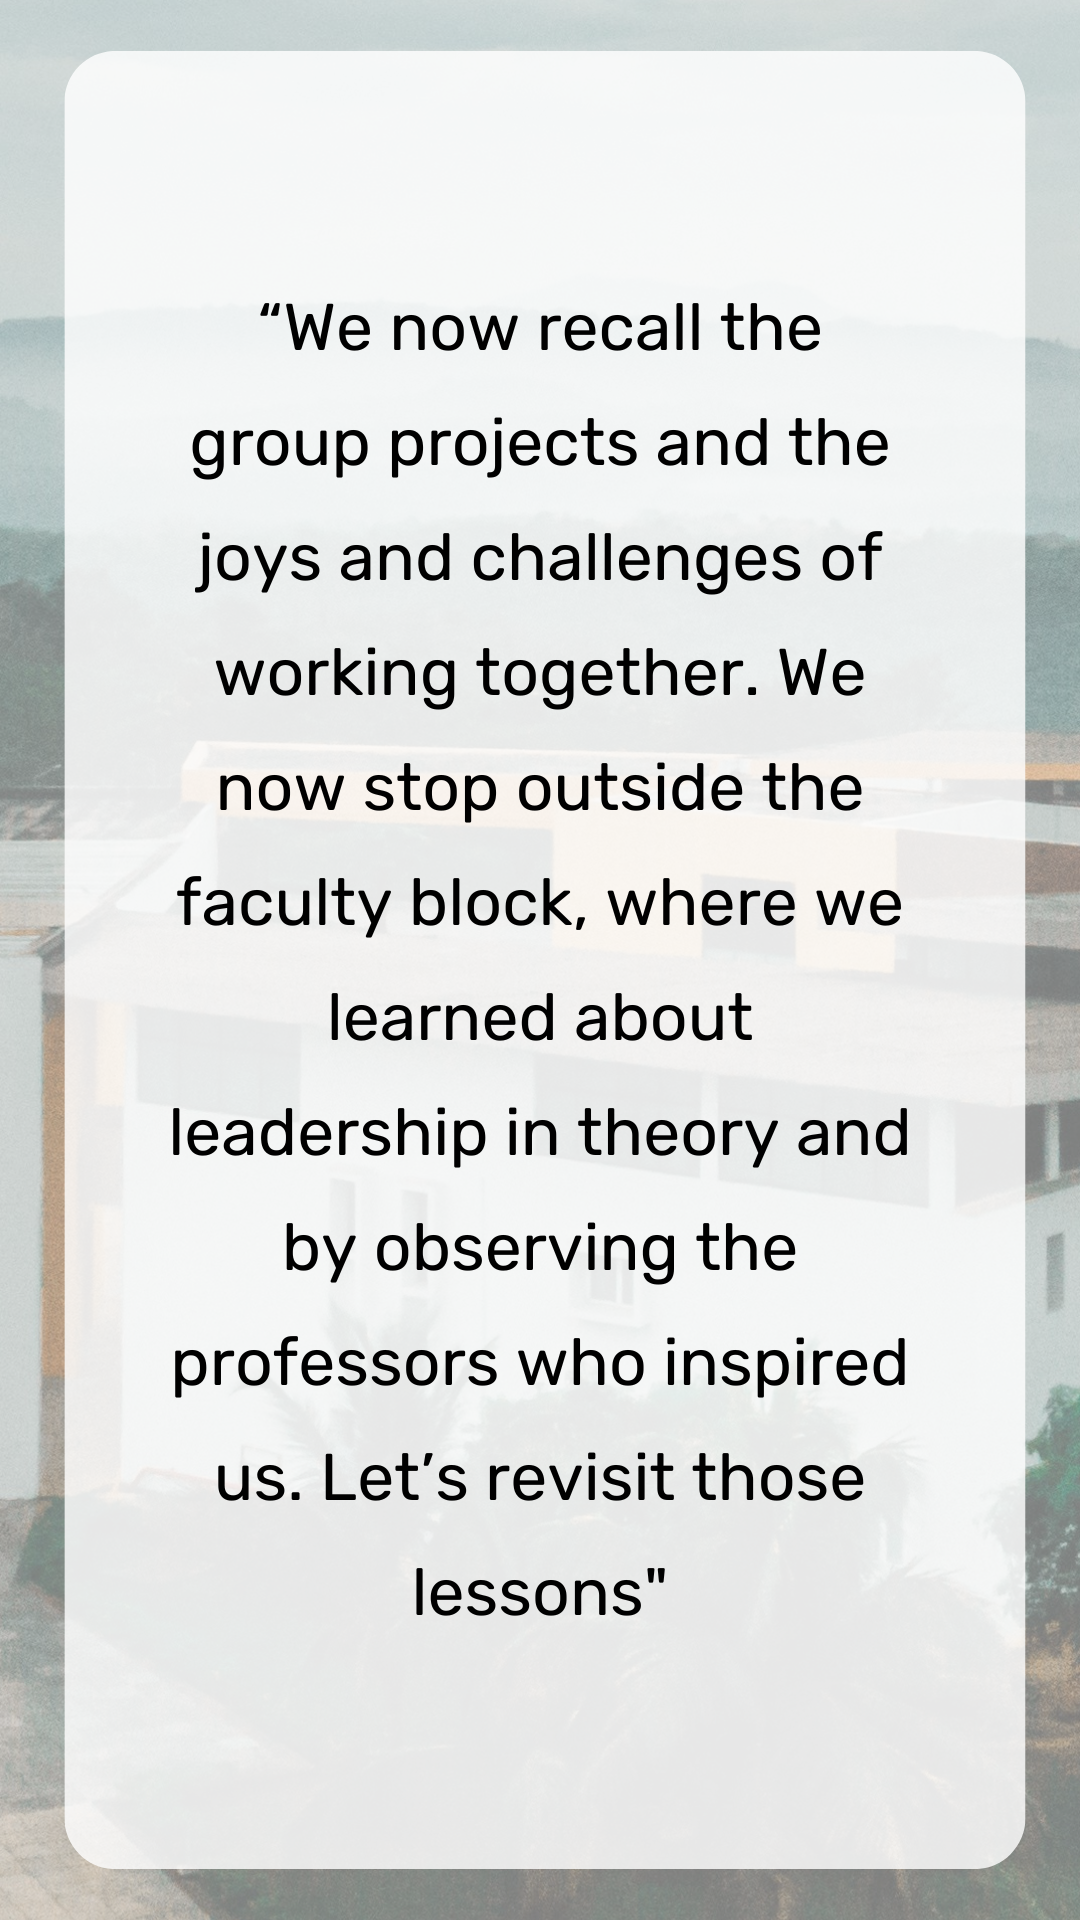 “We now recall the
group projects and the
joys and challenges of
working together. We
now stop outside the
faculty block, where we
learned about
leadership in theory and
by observing the
professors who inspired
us. Let’s revisit those
lessons"